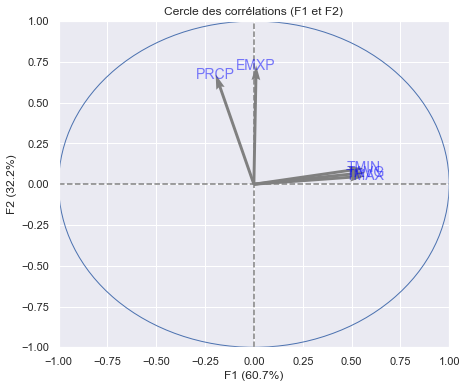 Cercle des corrélations (F1 et F2)
1.00
0.75
0.50
0.25
0.00
−0.25
−0.50
−0.75
−1.00
F2 (32.2%)
PRCP
EMXP
TMIN
TMAX
−1.00 −0.75 −0.50 −0.25 0.00 0.25 0.50 0.75 1.00
F1 (60.7%)